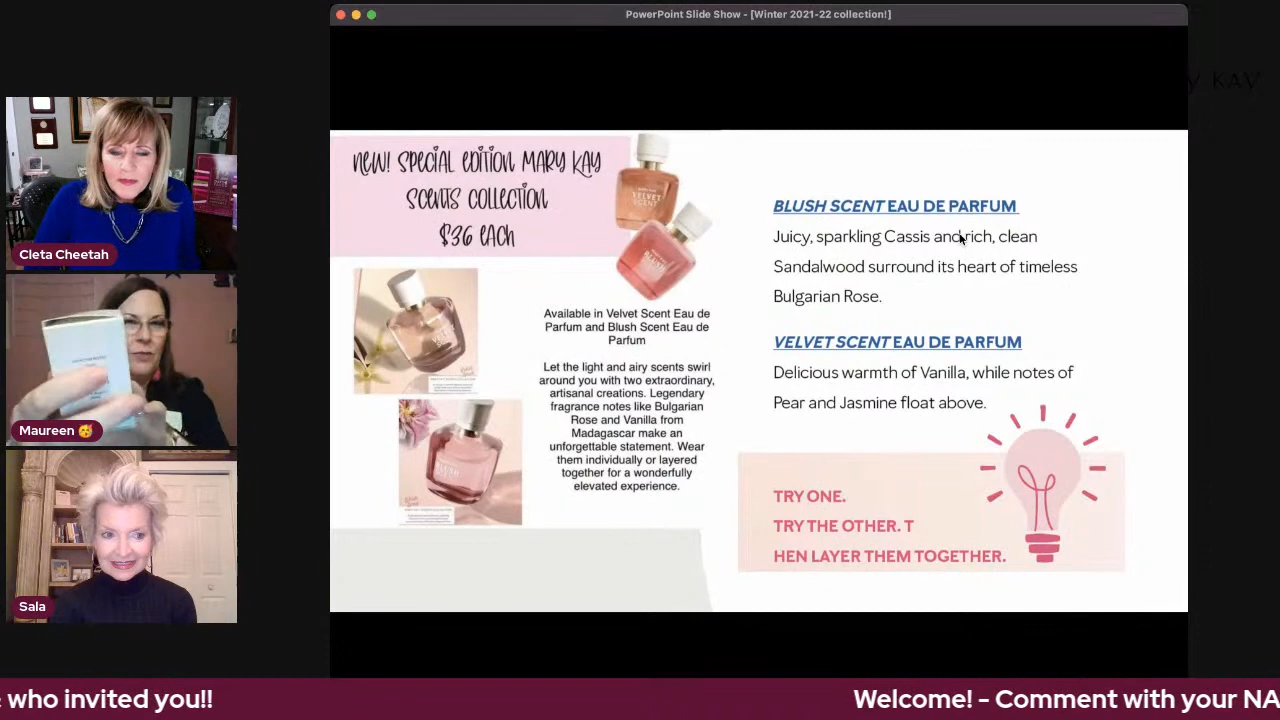 PowerPoint Slide Show - [Winter 2021-22 collection!]
Y KAY
NEW! SPECIAL EDITION MARY KAY
SCENTS COLLECTION
$36 EACH
VELVET
SCENT
BLUSH
Available in Velvet Scent Eau de
Parfum and Blush Scent Eau de
Parfum
Let the light and airy scents swirl
around you with two extraordinary,
artisanal creations. Legendary
fragrance notes like Bulgarian
Rose and Vanilla from
Madagascar make an
unforgettable statement. Wear
them individually or layered
together for a wonderfully
elevated experience.
BLUSH SCENT EAU DE PARFUM
Juicy, sparkling Cassis and rich, clean
Sandalwood surround its heart of timeless
Bulgarian Rose.
VELVET SCENT EAU DE PARFUM
Delicious warmth of Vanilla, while notes of
Pear and Jasmine float above.
TRY ONE.
TRY THE OTHER. T
HEN LAYER THEM TOGETHER.
Cleta Cheetah
Maureen 🥳
Sala
who invited you!!
Welcome! - Comment with your NA